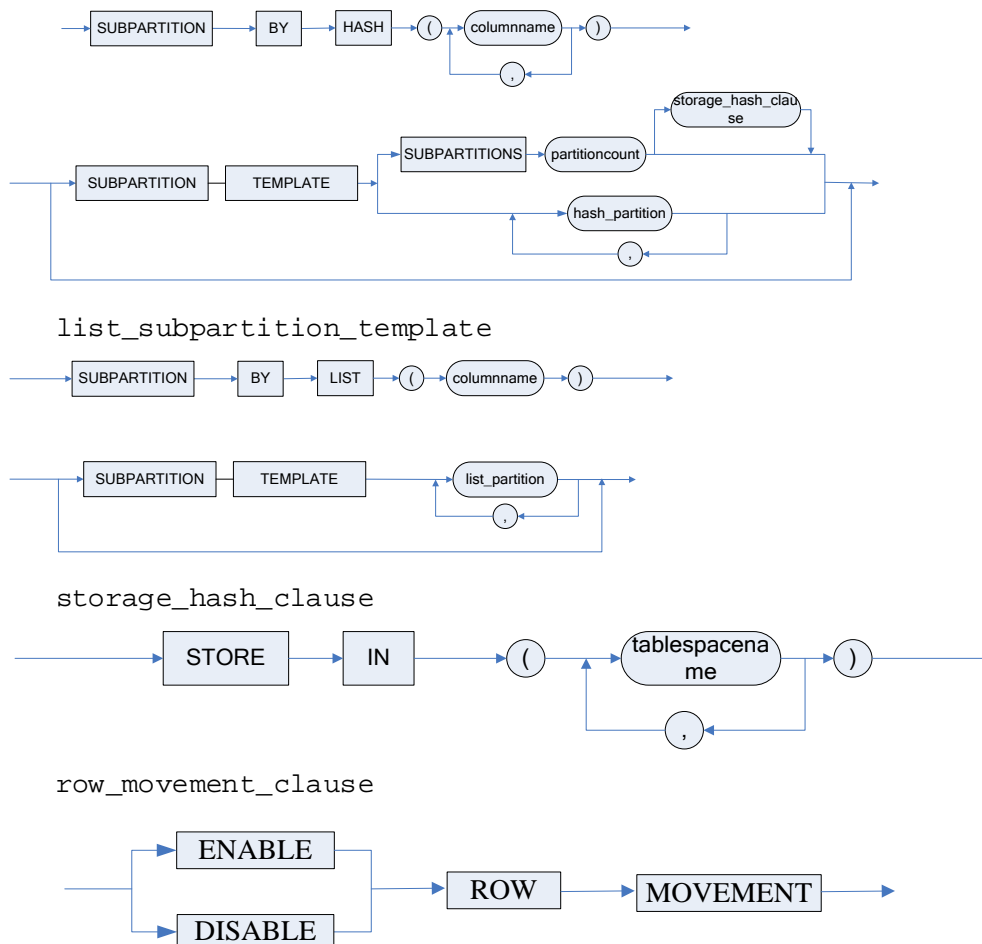 SUBPARTITION BY HASH ( columnname )
,
storage_hash_clau
se
SUBPARTITIONS partitioncount
SUBPARTITION TEMPLATE
hash_partition
,
list_subpartition_template
SUBPARTITION BY LIST ( columnname )
SUBPARTITION TEMPLATE list_partition
,
storage_hash_clause
STORE IN ( tablespacena
me )
,
row_movement_clause
ENABLE
ROW MOVEMENT
DISABLE